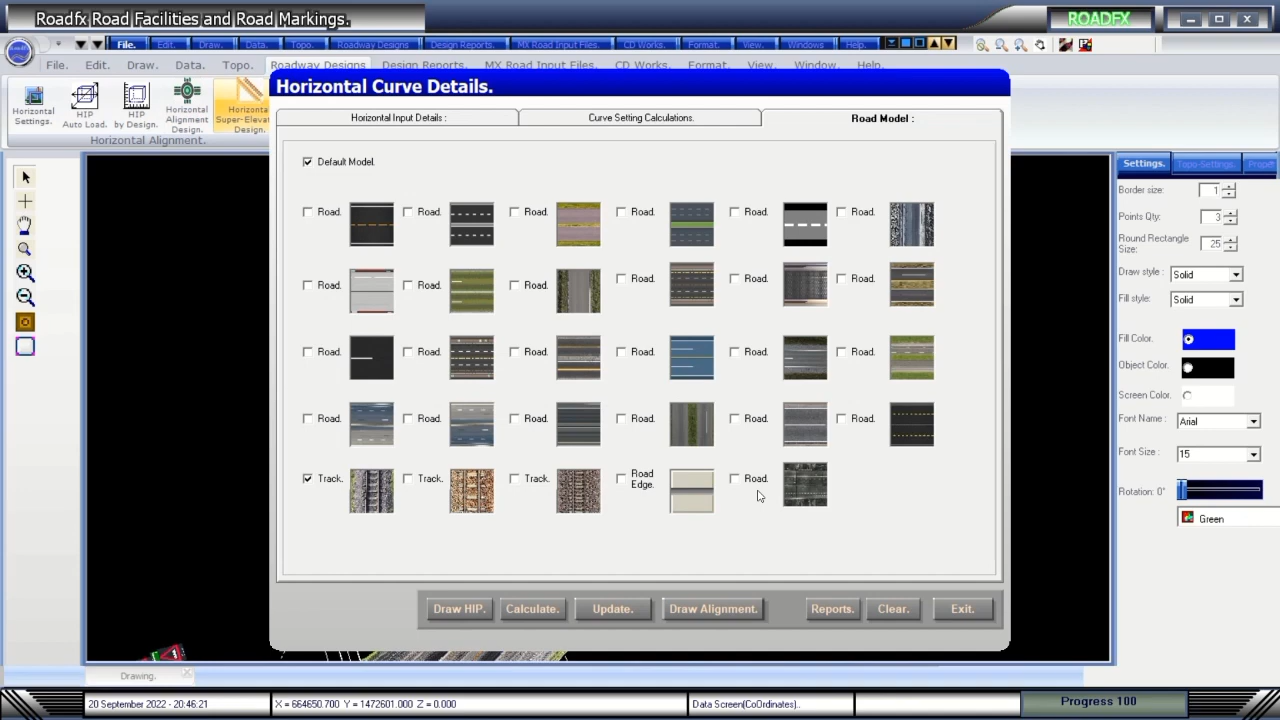 Roadfx Road Facilities and Road Markings.
ROADFX
File. Edit. Draw. Data. Topo. Roadway Designs Design Reports. MX Road Input Files. CD Works. Format. View. Windows Help.
File. Edit. Draw. Data. Topo. Roadway Designs Design Reports. MX Road Input Files. CD Works. Format. View. Window. Help.
Horizontal Settings.
HIP Auto Load.
HIP by Design.
Horizontal Alignment Design.
Horizonta Super-Elevat Design.
Horizontal Alignment.
Horizontal Curve Details.
Horizontal Input Details : Curve Setting Calculations. Road Model :
Default Model.
Road. Road. Road. Road. Road. Road.
Road. Road. Road. Road. Road. Road.
Road. Road. Road. Road. Road. Road.
Road. Road. Road. Road. Road. Road.
Track. Track. Track. Road Edge. Road.
Draw HIP. Calculate. Update. Draw Alignment. Reports. Clear. Exit.
Settings. Topo-Settings. Prope
Border size: 1
Points Qty: 3
Round Rectangle Size: 25
Draw style : Solid
Fill style: Solid
Fill Color.
Object Color.
Screen Color.
Font Name : Arial
Font Size : 15
Rotation: 0°
Green
Drawing.
20 September 2022 - 20:46:21 X = 664650.700 Y = 1472601.000 Z = 0.000 Data Screen(CoOrdinates).. Progress 100